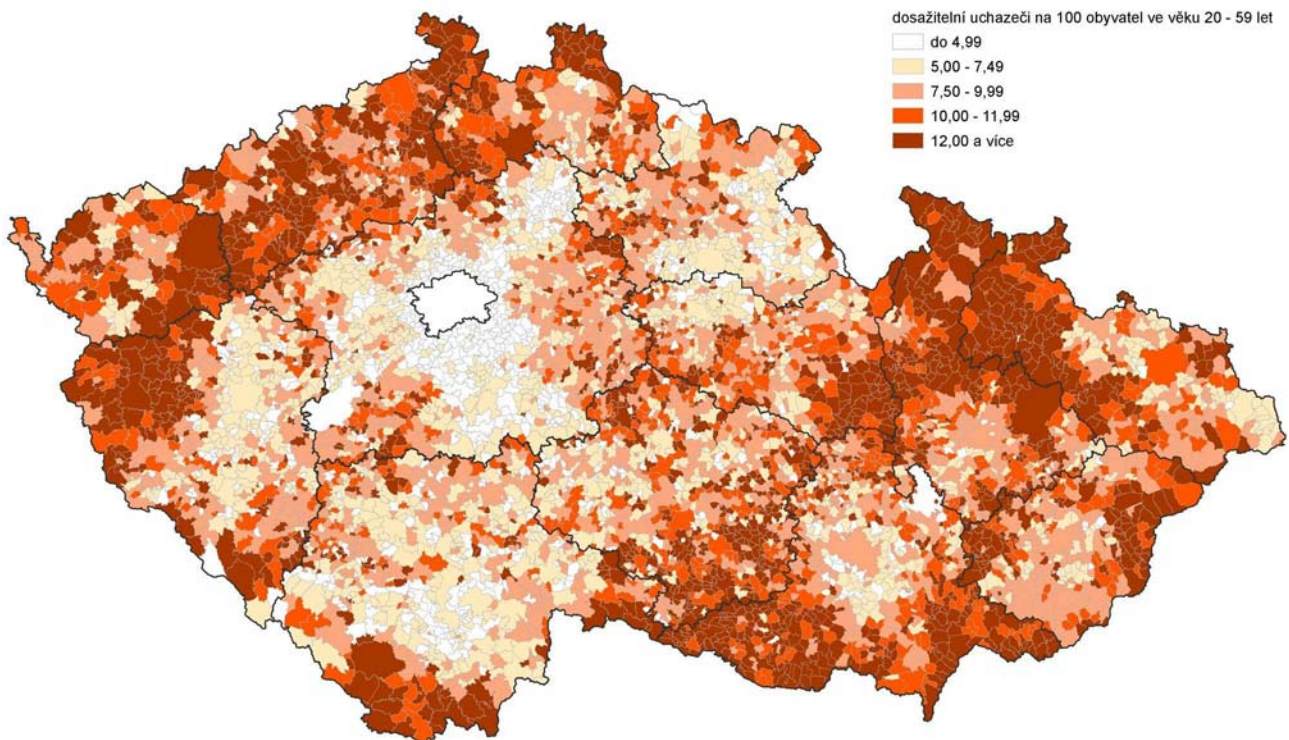 dosažitelní uchazeči na 100 obyvatel ve věku 20 - 59 let
do 4,99
5,00 - 7,49
7,50 - 9,99
10,00 - 11,99
12,00 a více